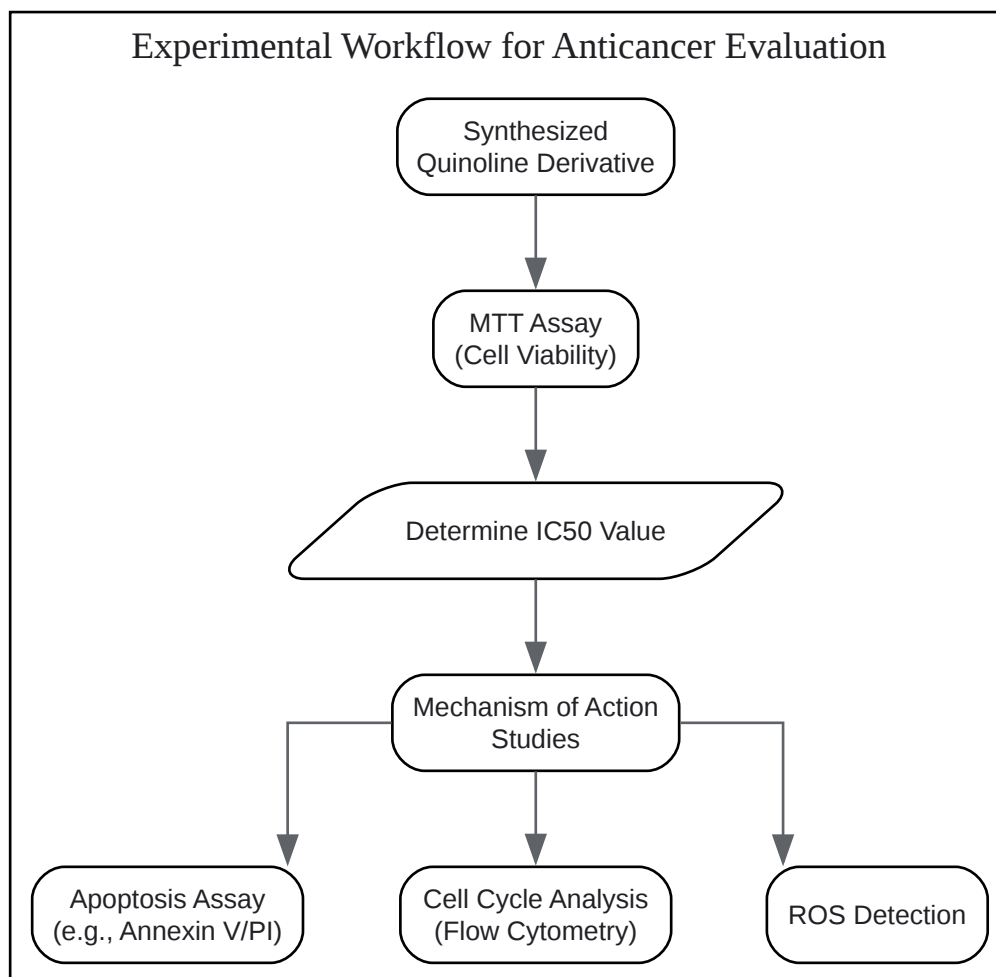 Experimental Workflow for Anticancer Evaluation
Synthesized
Quinoline Derivative
MTT Assay
(Cell Viability)
Determine IC50 Value
Mechanism of Action
Studies
Apoptosis Assay
(e.g., Annexin V/PI)
Cell Cycle Analysis
(Flow Cytometry)
ROS Detection